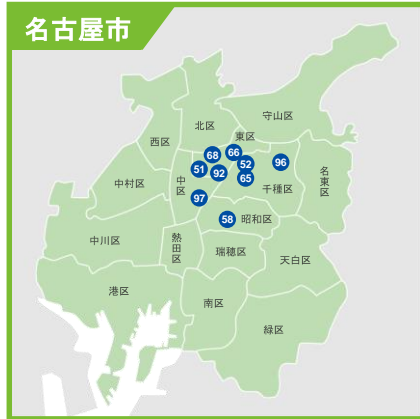 名古屋市
守山区
北区
東区
西区
68
66
51
92
52
96
65
名東区
中村区
中区
千種区
97
58
昭和区
中川区
熱田区
瑞穂区
天白区
港区
南区
緑区